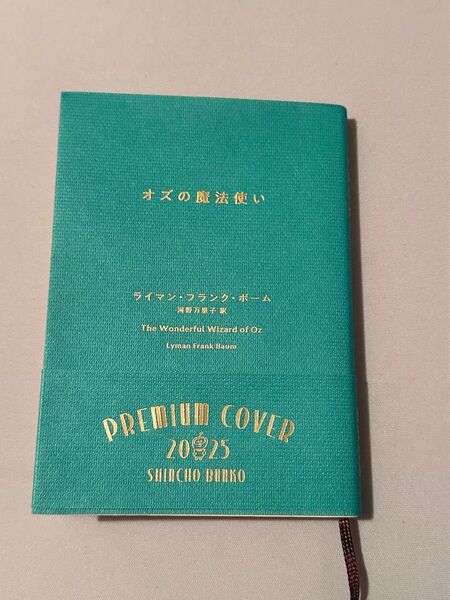 オズの魔法使い
ライマン・フランク・ボーム
河野万里子 訳
The Wonderful Wizard of Oz
Lyman Frank Baum
PREMIUM COVER
2025
SHINCHO BUNKO